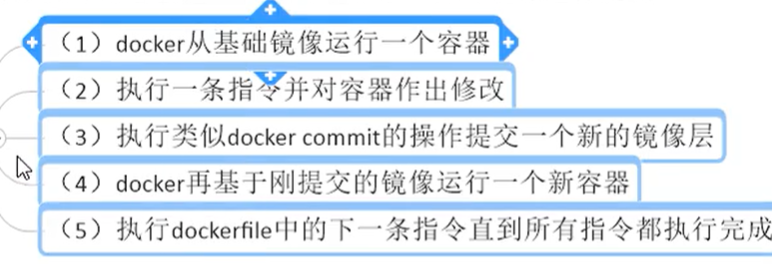 （1）docker从基础镜像运行一个容器
（2）执行一条指令并对容器作出修改
（3）执行类似docker commit的操作提交一个新的镜像层
（4）docker再基于刚提交的镜像运行一个新容器
（5）执行dockerfile中的下一条指令直到所有指令都执行完成